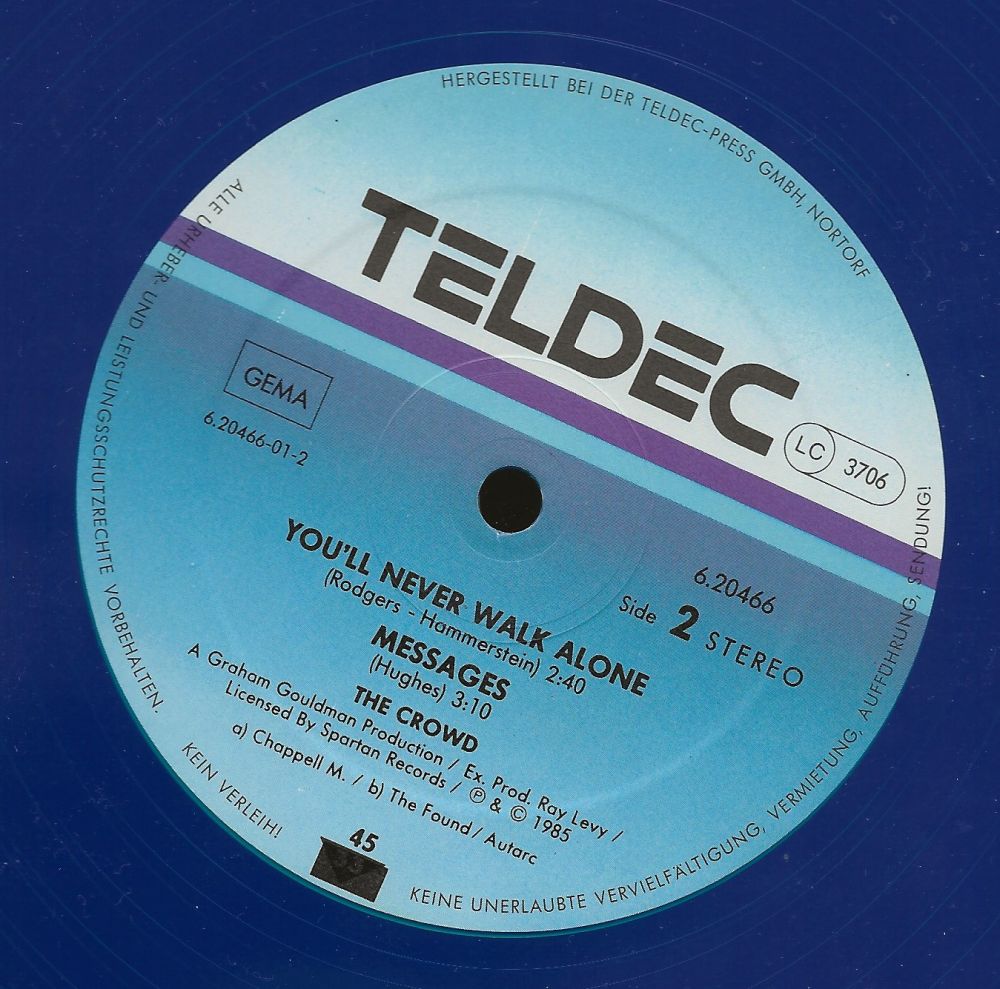 HERGESTELLT BEI DER TELDEC-PRESS GMBH, NORTORF
TELDEC
LC 3706
GEMA
6.20466-01-2
6.20466
Side 2 STEREO
YOU'LL NEVER WALK ALONE
(Rodgers - Hammerstein) 2:40
MESSAGES
(Hughes) 3:10
THE CROWD
A Graham Gouldman Production / Ex. Prod. Ray Levy /
Licensed By Spartan Records / ℗ & © 1985
a) Chappell M. / b) The Found / Autarc
45
33
ALLE URHEBER- UND LEISTUNGSSCHUTZRECHTE VORBEHALTEN.
KEIN VERLEIH!
KEINE UNERLAUBTE VERVIELFÄLTIGUNG, VERMIETUNG, AUFFÜHRUNG, SENDUNG!